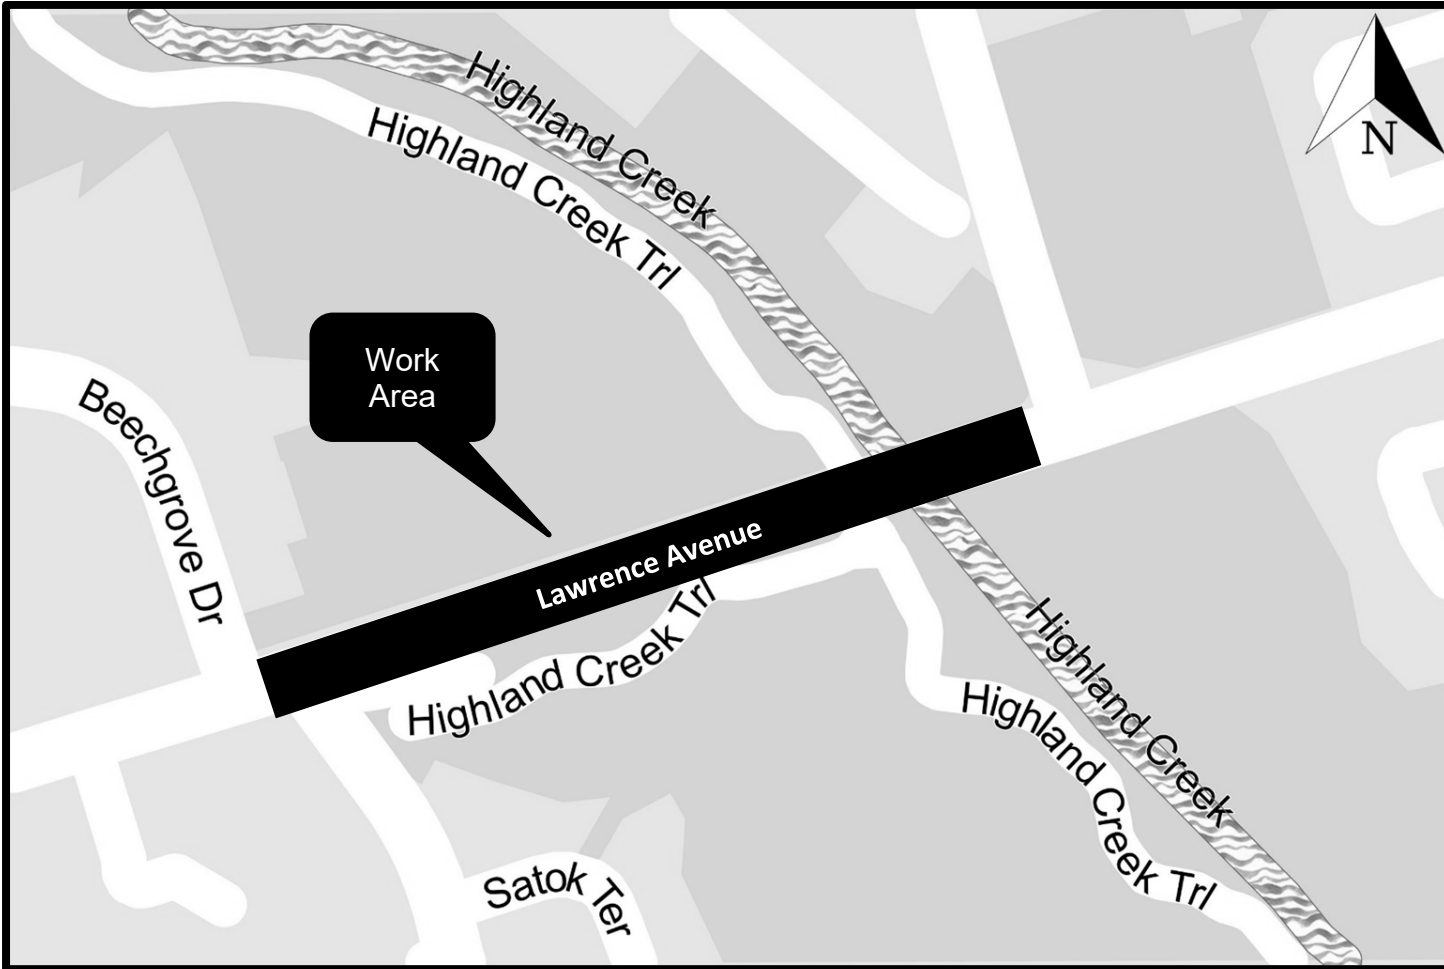 Highland Creek
Highland Creek Trl
N
Work
Area
Beechgrove Dr
Lawrence Avenue
Highland Creek Trl
Highland Creek
Highland Creek Trl
Satok Ter